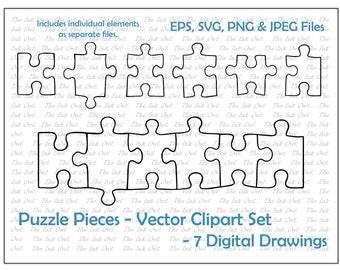 Includes individual elements
as separate files.
EPS, SVG, PNG & JPEG Files
Puzzle Pieces - Vector Clipart Set
- 7 Digital Drawings
The Ink Owl